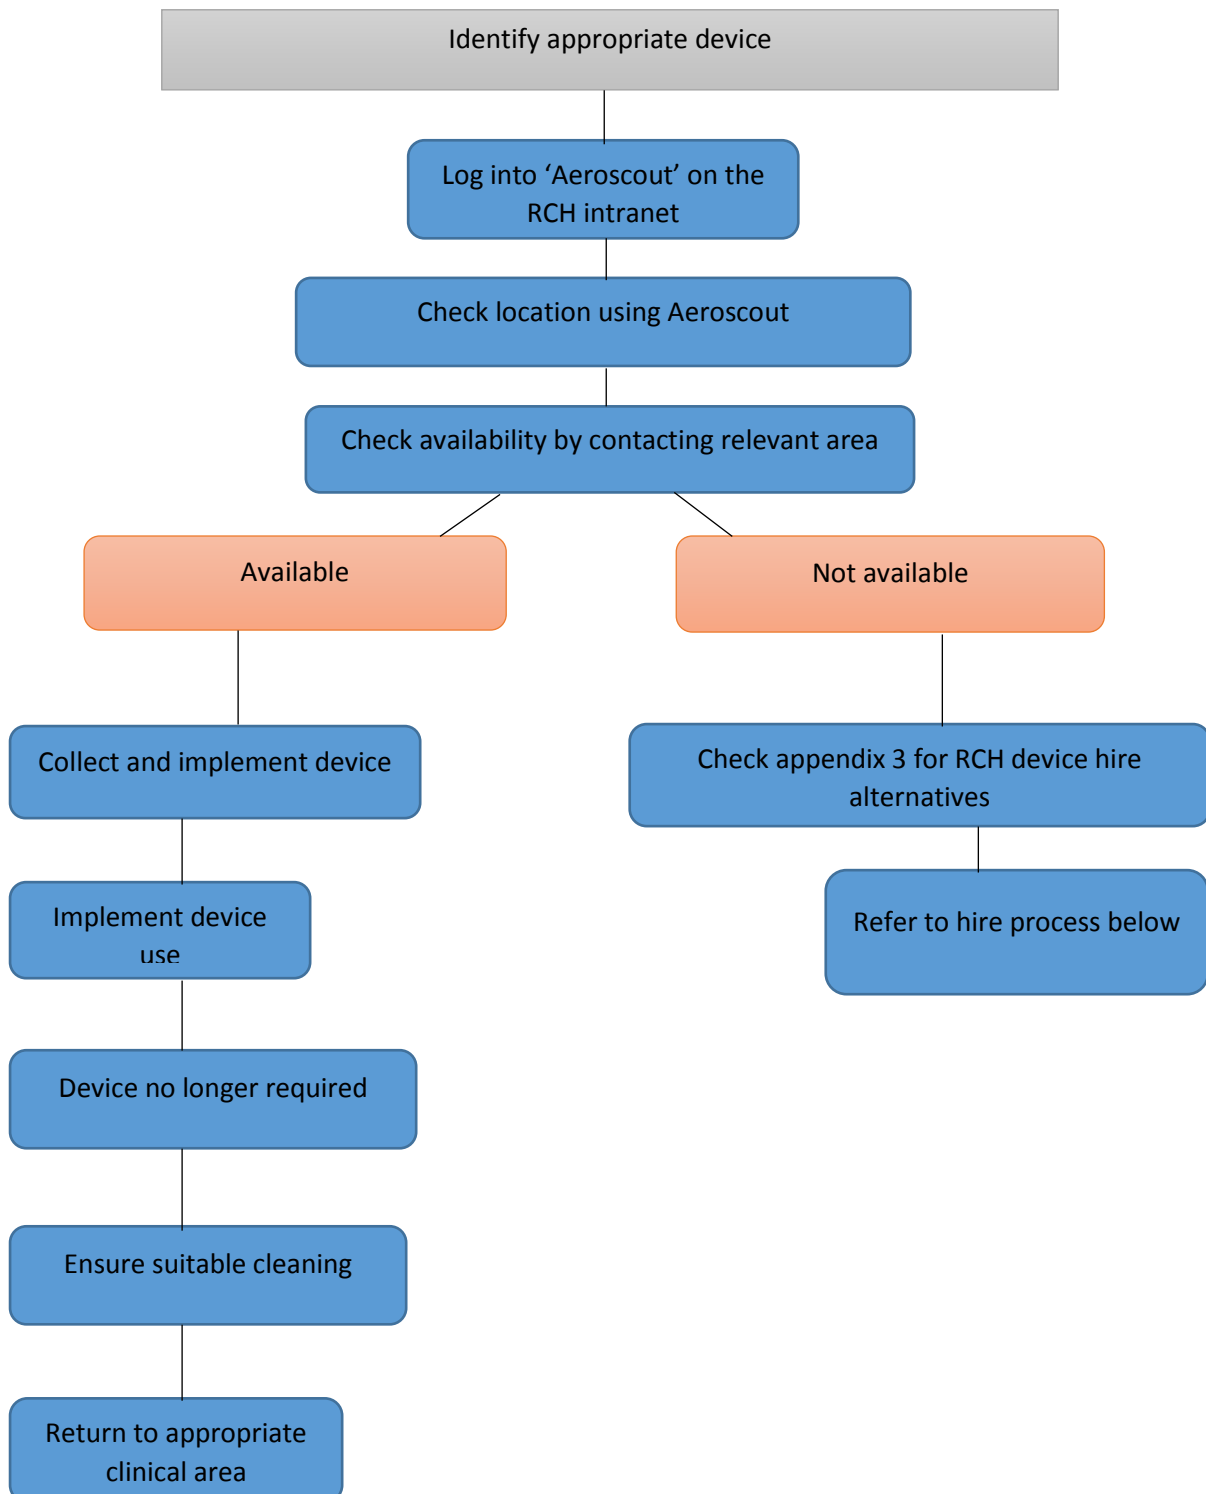 Identify appropriate device
Log into ‘Aeroscout’ on the
RCH intranet
Check location using Aeroscout
Check availability by contacting relevant area
Available
Not available
Collect and implement device
Check appendix 3 for RCH device hire
alternatives
Implement device
use
Refer to hire process below
Device no longer required
Ensure suitable cleaning
Return to appropriate
clinical area